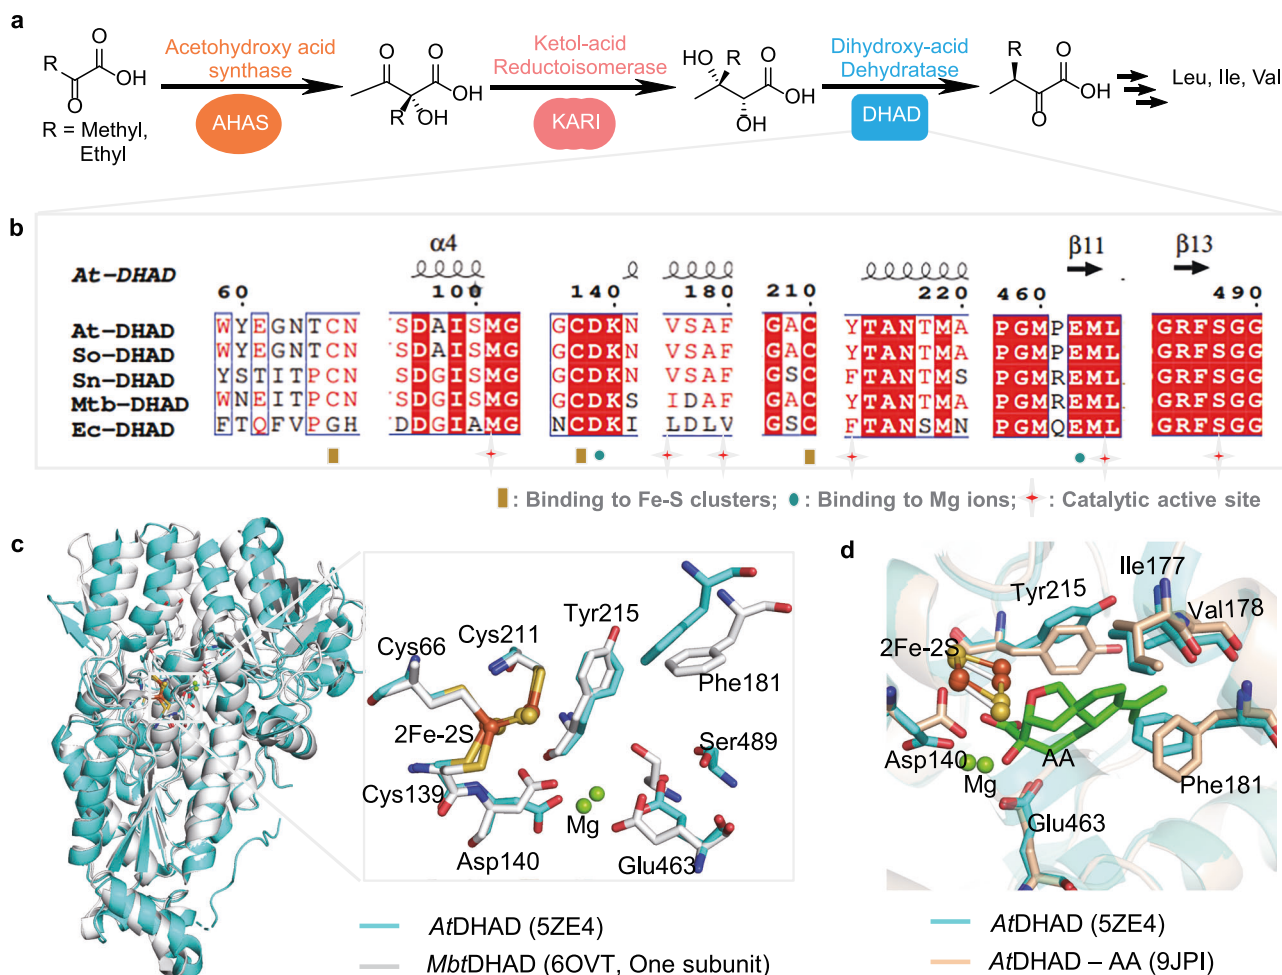 a
Acetohydroxy acid
synthase
AHAS
Ketol-acid
Reductoisomerase
KARI
Dihydroxy-acid
Dehydratase
DHAD
R
O
OH
O
R = Methyl,
Ethyl
O
O
OH
R
OH
HO
R
O
OH
OH
R
O
OH
O
Leu, Ile, Val
b
α4
β11
β13
At-DHAD
60 100 140 180 210 220 460 490
At-DHAD WYEGNTCN SDAISMG GCDKN VSAF GAC YTANTMA PGMPEML GRFSGG
So-DHAD WYEGNTCN SDAISMG GCDKN VSAF GAC YTANTMA PGMPEML GRFSGG
Sn-DHAD YSTITPCN SDGISMG GCDKN VSAF GSC FTANTMS PGMREML GRFSGG
Mtb-DHAD WNEITPCN SDGISMG GCDKS IDAF GAC YTANTMA PGMREML GRFSGG
Ec-DHAD FTQFVPGH DDGIAMG NCDKI LDLV GSC FTANSMN PGMQEML GRFSGG
: Binding to Fe-S clusters; : Binding to Mg ions; : Catalytic active site
c
Cys66
Cys211
Tyr215
Phe181
2Fe-2S
Ser489
Cys139
Mg
Asp140
Glu463
AtDHAD (5ZE4)
MbtDHAD (6OVT, One subunit)
d
Ile177
Tyr215
Val178
2Fe-2S
Asp140
AA
Mg
Phe181
Glu463
AtDHAD (5ZE4)
AtDHAD – AA (9JPI)